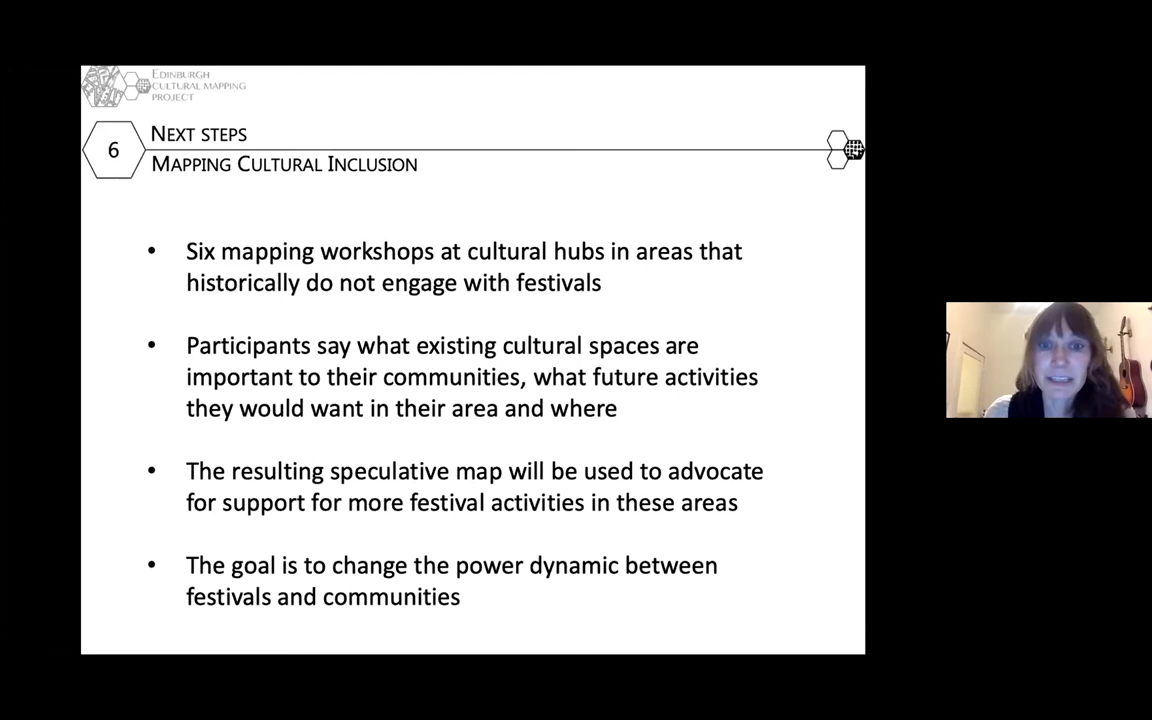 EDINBURGH
CULTURAL MAPPING
PROJECT
6
NEXT STEPS
MAPPING CULTURAL INCLUSION
• Six mapping workshops at cultural hubs in areas that
historically do not engage with festivals
• Participants say what existing cultural spaces are
important to their communities, what future activities
they would want in their area and where
• The resulting speculative map will be used to advocate
for support for more festival activities in these areas
• The goal is to change the power dynamic between
festivals and communities